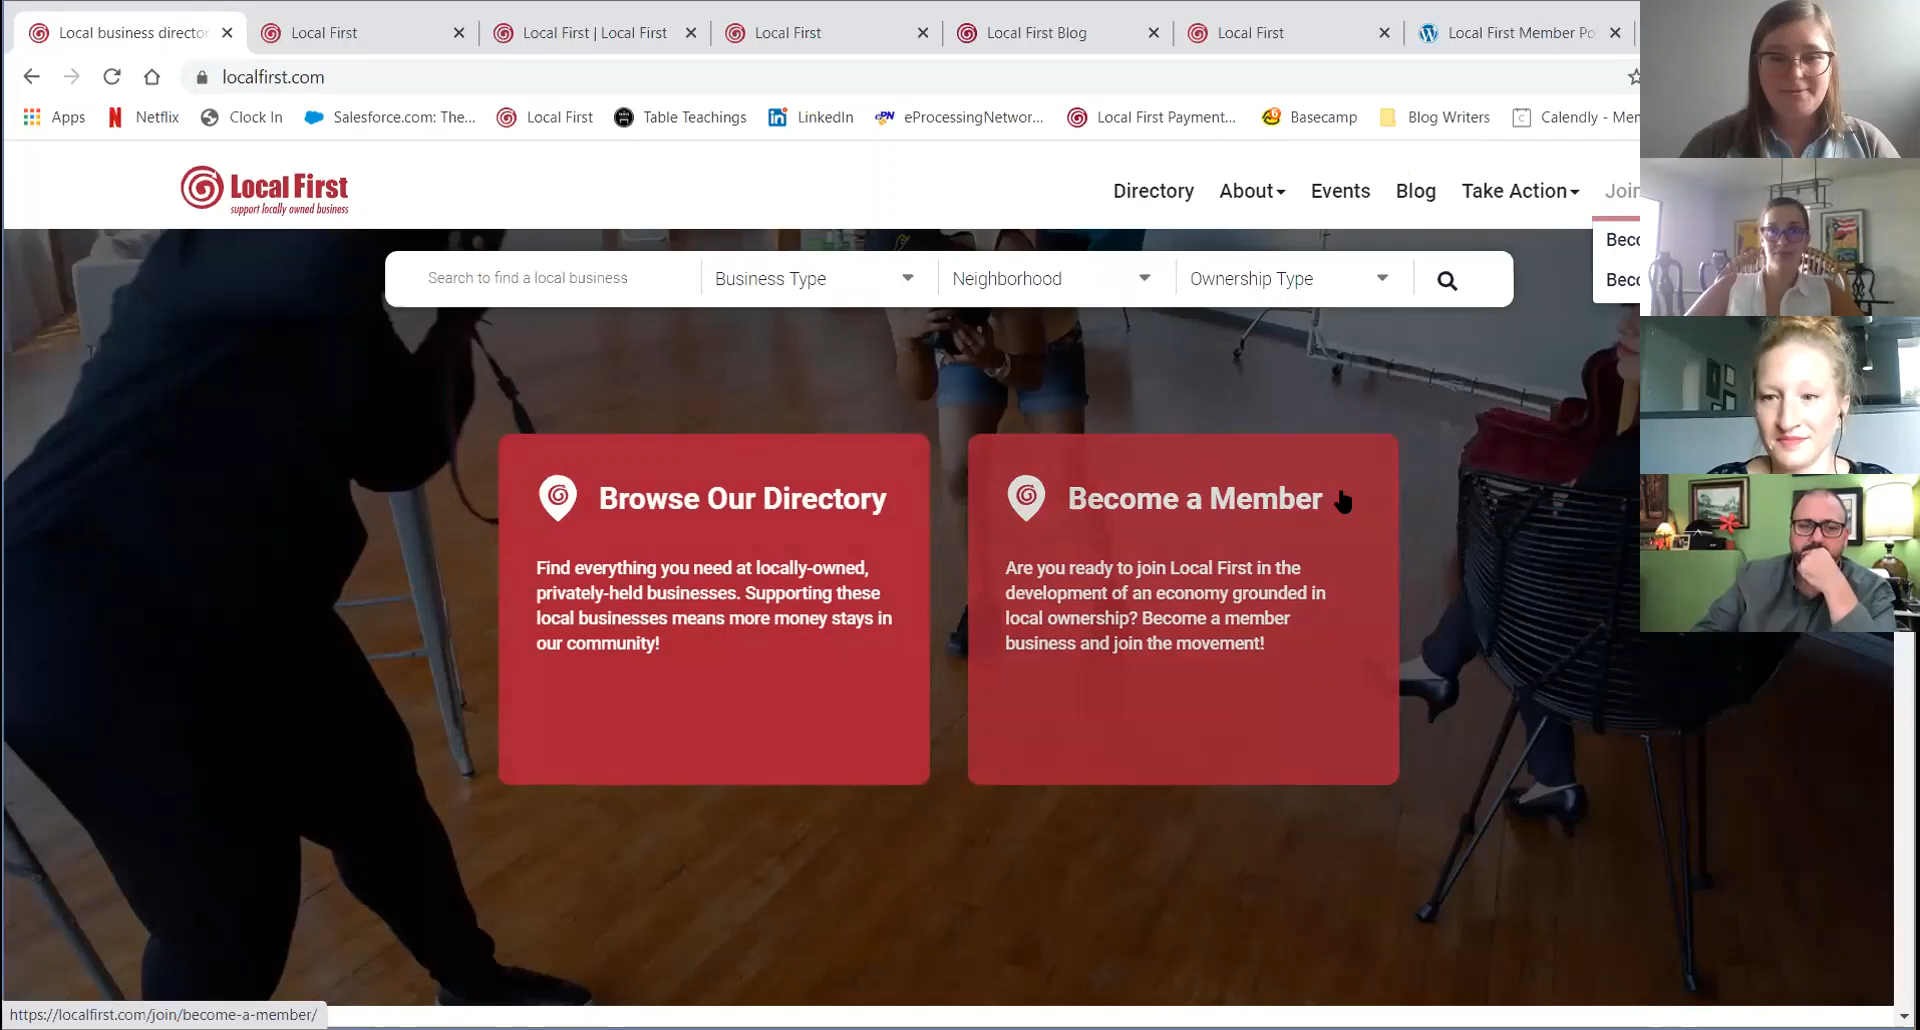 Local business director
Local First
Local First | Local First
Local First
Local First Blog
Local First
Local First Member Po
localfirst.com
Apps
Netflix
Clock In
Salesforce.com: The...
Local First
Table Teachings
LinkedIn
ePN
eProcessingNetwor...
Local First Payment...
Basecamp
Blog Writers
Calendly - Men
Local First
support locally owned business
Directory
About
Events
Blog
Take Action
Join
Search to find a local business
Business Type
Neighborhood
Ownership Type
Beco
Beco
Browse Our Directory
Find everything you need at locally-owned,
privately-held businesses. Supporting these
local businesses means more money stays in
our community!
Become a Member
Are you ready to join Local First in the
development of an economy grounded in
local ownership? Become a member
business and join the movement!
https://localfirst.com/join/become-a-member/